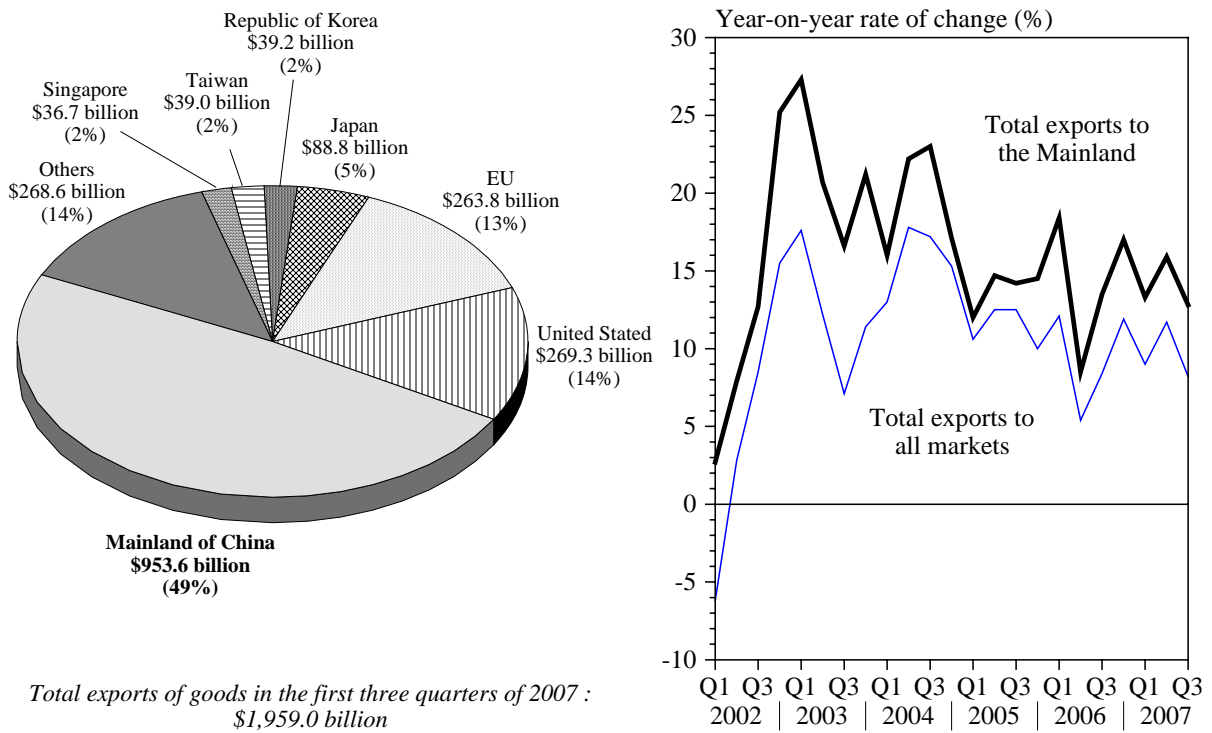 Republic of Korea
$39.2 billion
(2%)
Taiwan
$39.0 billion
(2%)
Singapore
$36.7 billion
(2%)
Japan
$88.8 billion
(5%)
Others
$268.6 billion
(14%)
EU
$263.8 billion
(13%)
United Stated
$269.3 billion
(14%)
Mainland of China
$953.6 billion
(49%)
Total exports of goods in the first three quarters of 2007 :
$1,959.0 billion
Year-on-year rate of change (%)
30
25
20
15
10
5
0
-5
-10
Total exports to
the Mainland
Total exports to
all markets
Q1 Q3 Q1 Q3 Q1 Q3 Q1 Q3 Q1 Q3 Q1 Q3
2002 2003 2004 2005 2006 2007